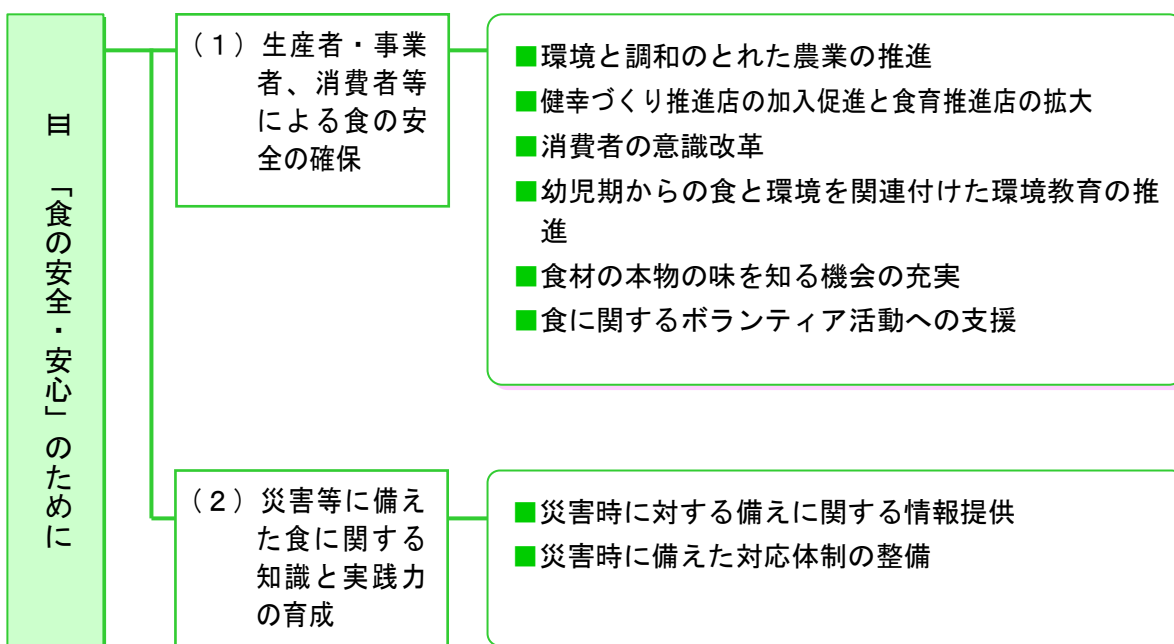 Ⅲ 「食の安全・安心」のために
（１）生産者・事業
者、消費者等
による食の安
全の確保
■環境と調和のとれた農業の推進
■健幸づくり推進店の加入促進と食育推進店の拡大
■消費者の意識改革
■幼児期からの食と環境を関連付けた環境教育の推
進
■食材の本物の味を知る機会の充実
■食に関するボランティア活動への支援
（２）災害等に備え
た食に関する
知識と実践力
の育成
■災害時に対する備えに関する情報提供
■災害時に備えた対応体制の整備